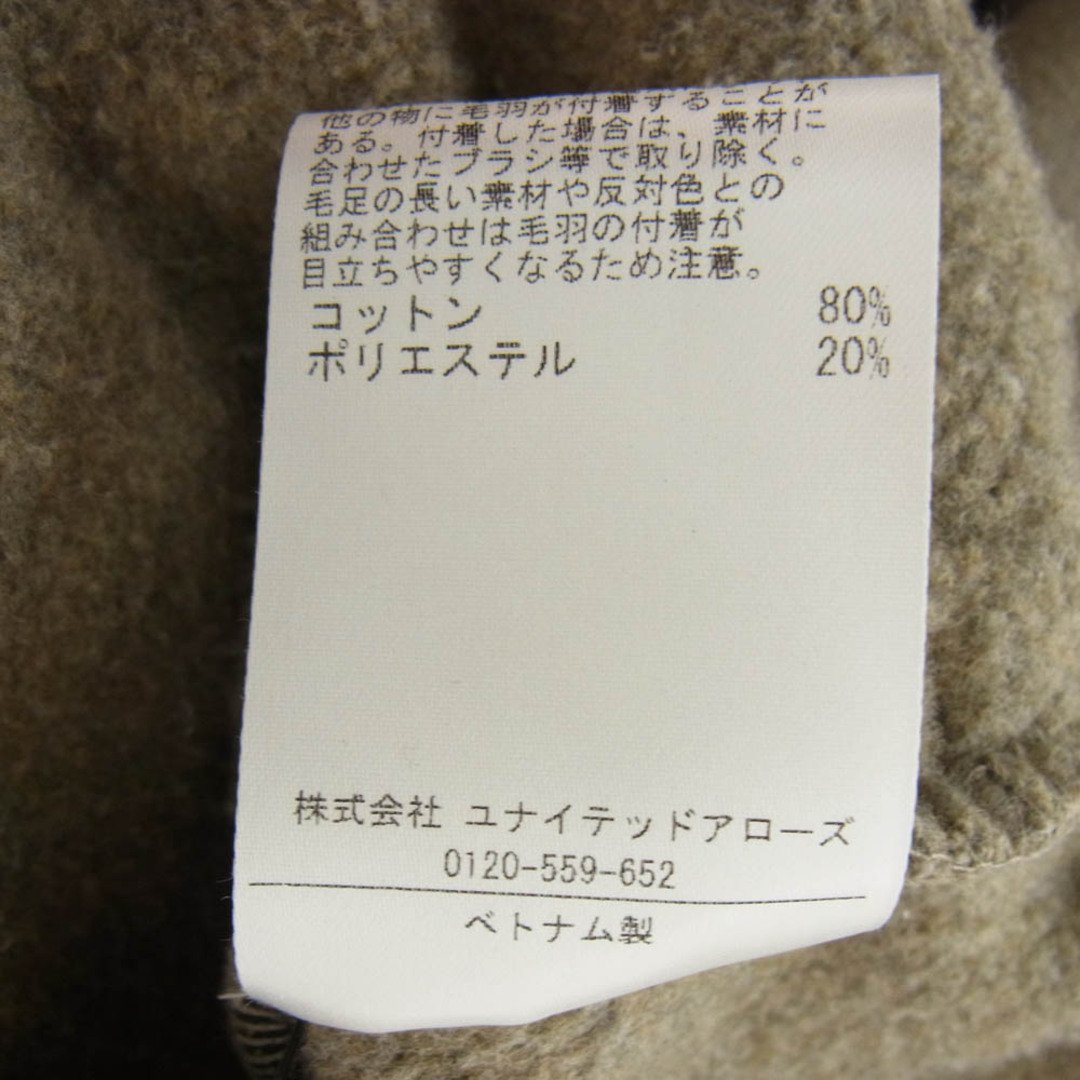 他の物に毛羽が付着することが
ある。付着した場合は、素材に
合わせたブラシ等で取り除く。
毛足の長い素材や反対色との
組み合わせは毛羽の付着が
目立ちやすくなるため注意。
コットン 80%
ポリエステル 20%
株式会社 ユナイテッドアローズ
0120-559-652
ベトナム製